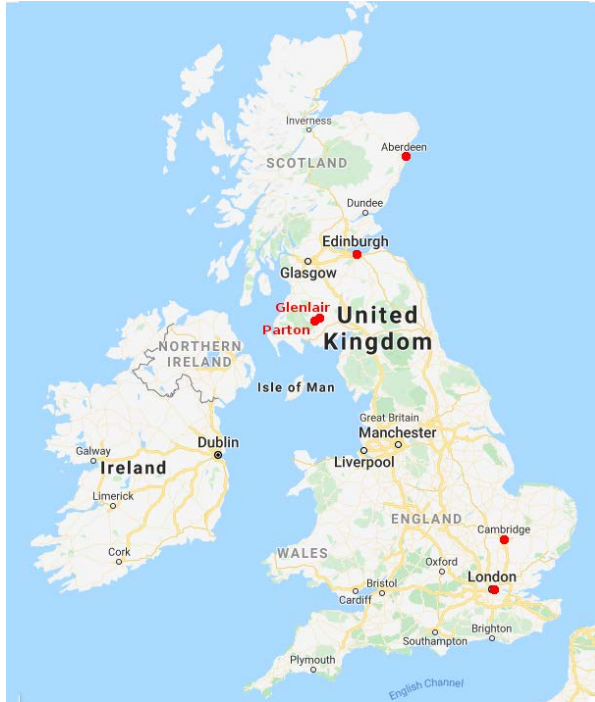 Inverness
Aberdeen
SCOTLAND
Dundee
Edinburgh
Glasgow
Glenlair
Parton
United
Kingdom
NORTHERN
IRELAND
Isle of Man
Great Britain
Manchester
Liverpool
Dublin
Galway
Ireland
Limerick
Cork
ENGLAND
Cambridge
WALES
Oxford
London
Bristol
Cardiff
Brighton
Southampton
Plymouth
English Channel